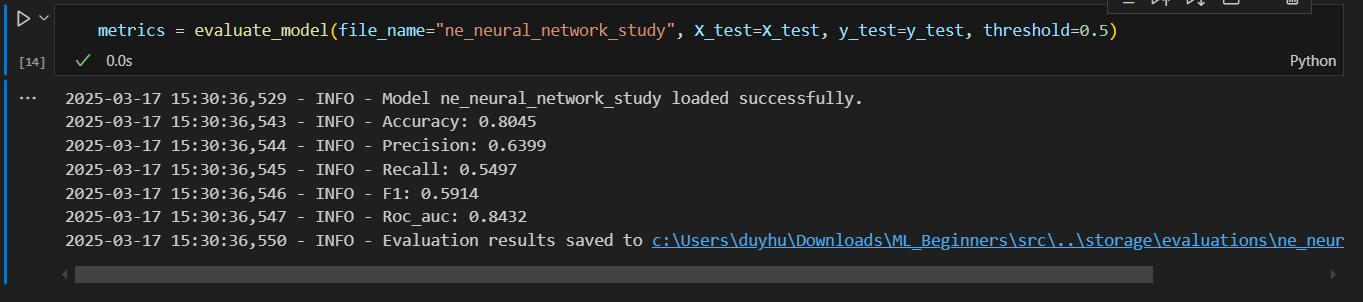 metrics = evaluate_model(file_name="ne_neural_network_study", X_test=X_test, y_test=y_test, threshold=0.5)
[14]
0.0s
Python
2025-03-17 15:30:36,529 - INFO - Model ne_neural_network_study loaded successfully.
2025-03-17 15:30:36,543 - INFO - Accuracy: 0.8045
2025-03-17 15:30:36,544 - INFO - Precision: 0.6399
2025-03-17 15:30:36,545 - INFO - Recall: 0.5497
2025-03-17 15:30:36,546 - INFO - F1: 0.5914
2025-03-17 15:30:36,547 - INFO - Roc_auc: 0.8432
2025-03-17 15:30:36,550 - INFO - Evaluation results saved to c:\Users\duyhu\Downloads\ML_Beginners\src\..\storage\evaluations\ne_neur